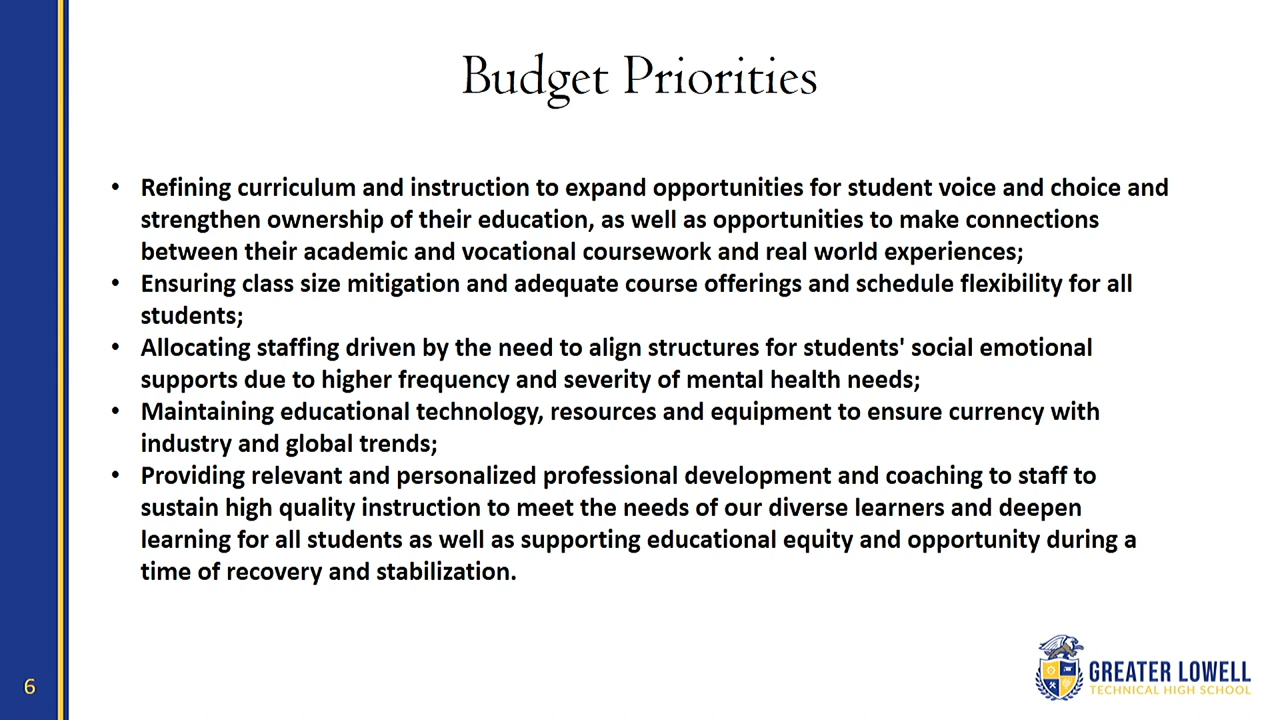 Budget Priorities
• Refining curriculum and instruction to expand opportunities for student voice and choice and
strengthen ownership of their education, as well as opportunities to make connections
between their academic and vocational coursework and real world experiences;
• Ensuring class size mitigation and adequate course offerings and schedule flexibility for all
students;
• Allocating staffing driven by the need to align structures for students' social emotional
supports due to higher frequency and severity of mental health needs;
• Maintaining educational technology, resources and equipment to ensure currency with
industry and global trends;
• Providing relevant and personalized professional development and coaching to staff to
sustain high quality instruction to meet the needs of our diverse learners and deepen
learning for all students as well as supporting educational equity and opportunity during a
time of recovery and stabilization.
6
GREATER LOWELL
TECHNICAL HIGH SCHOOL